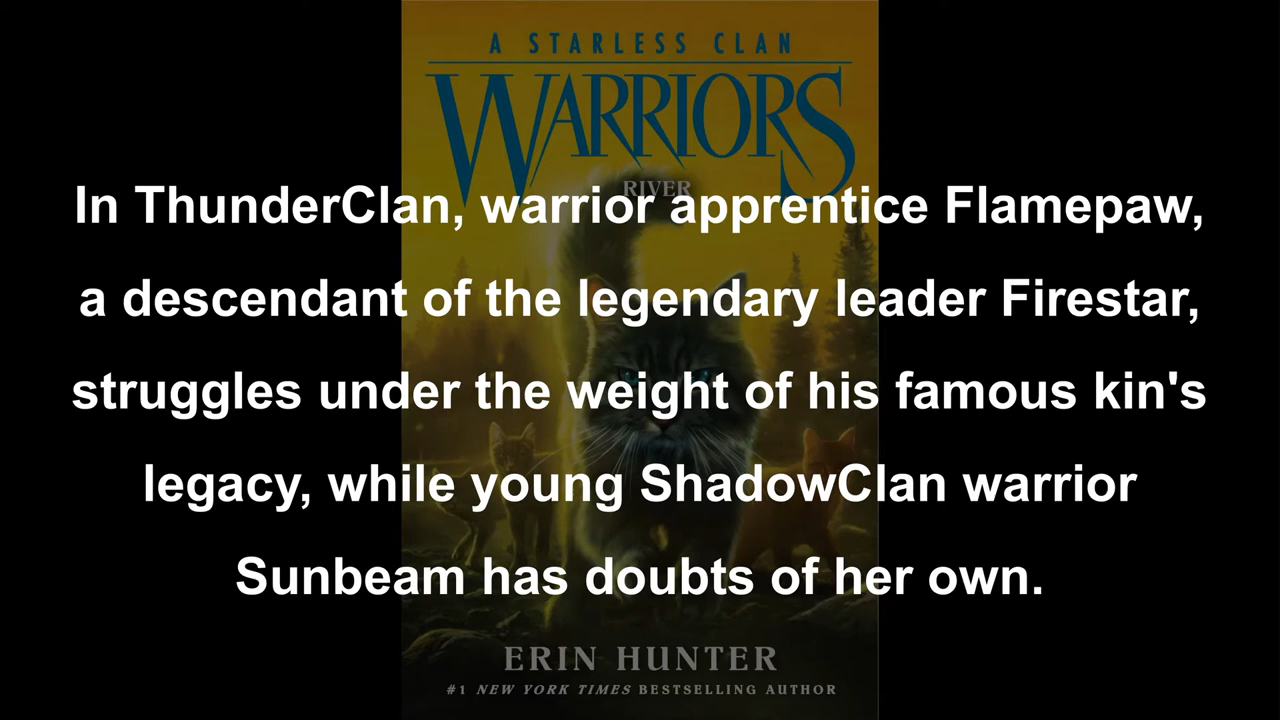 A STARLESS CLAN
WARRIORS
RIVER
In ThunderClan, warrior apprentice Flamepaw,
a descendant of the legendary leader Firestar,
struggles under the weight of his famous kin's
legacy, while young ShadowClan warrior
Sunbeam has doubts of her own.
ERIN HUNTER
#1 NEW YORK TIMES BESTSELLING AUTHOR